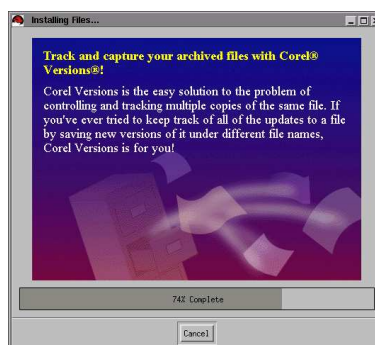 Installing Files...
Track and capture your archived files with Corel®
Versions®!
Corel Versions is the easy solution to the problem of
controlling and tracking multiple copies of the same file. If
you've ever tried to keep track of all of the updates to a file
by saving new versions of it under different file names,
Corel Versions is for you!
74% Complete
Cancel